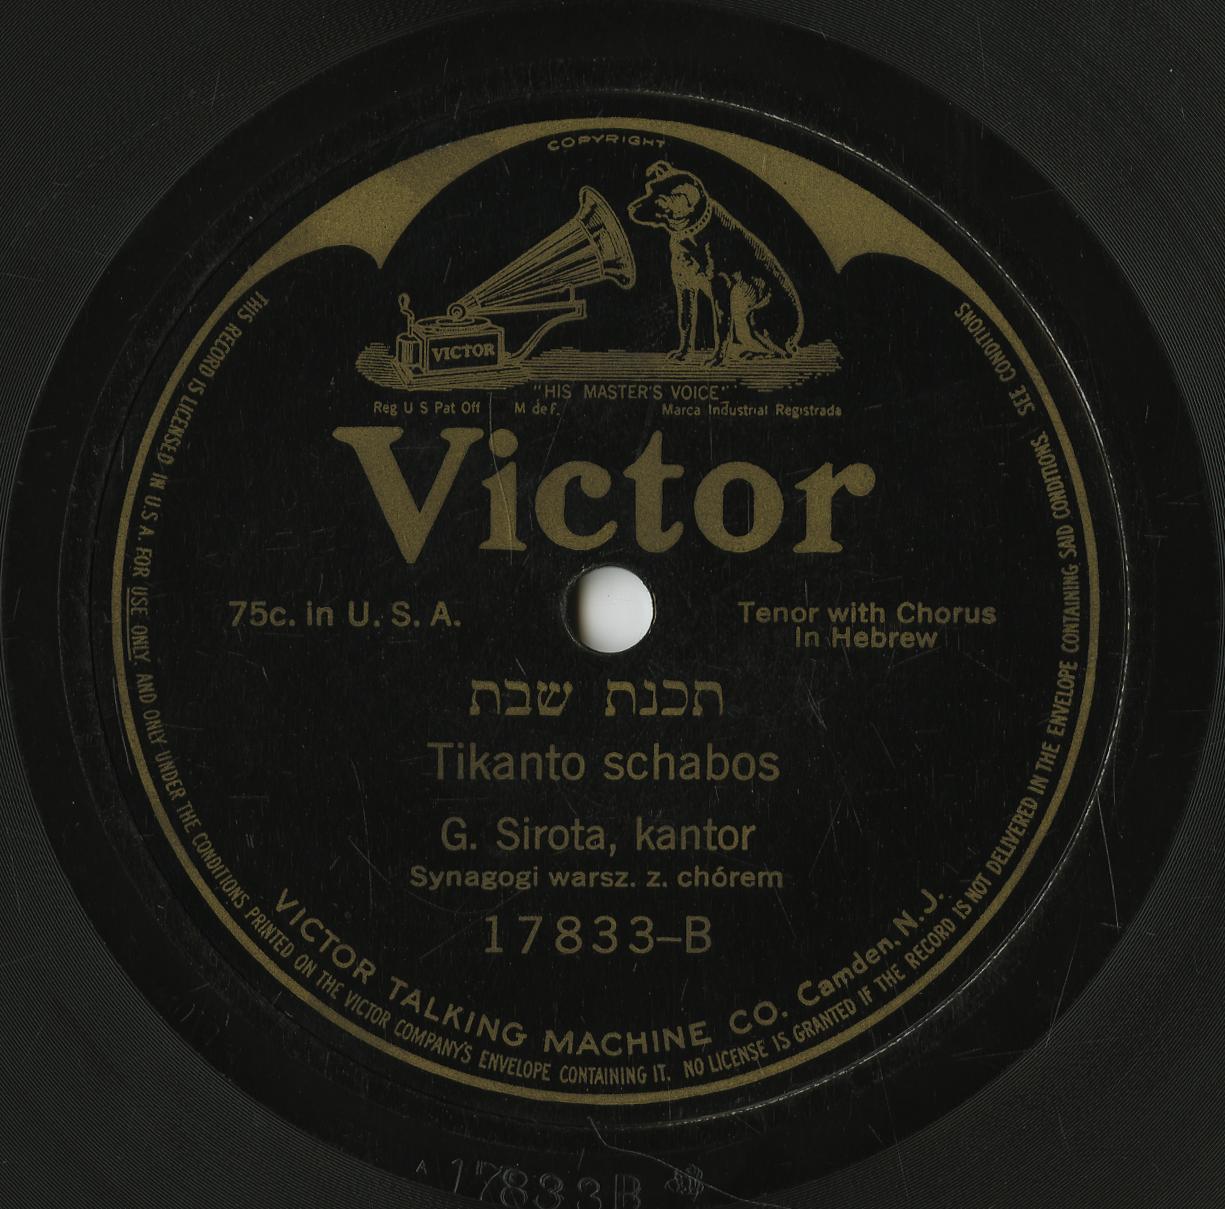 COPYRIGHT
VICTOR
"HIS MASTER'S VOICE"
Reg U S Pat Off M de F. Marca Industrial Registrada
Victor
75c. in U. S. A.
Tenor with Chorus
In Hebrew
תכנת שבת
Tikanto schabos
G. Sirota, kantor
Synagogi warsz. z. chórem
17833-B
VICTOR TALKING MACHINE CO. Camden, N. J.
THIS RECORD IS LICENSED IN U.S.A. FOR USE ONLY. AND ONLY UNDER THE CONDITIONS PRINTED ON THE VICTOR COMPANY'S ENVELOPE CONTAINING IT. NO LICENSE IS GRANTED IF THE RECORD IS NOT DELIVERED IN THE ENVELOPE CONTAINING SAID CONDITIONS. SEE CONDITIONS
A 17833B